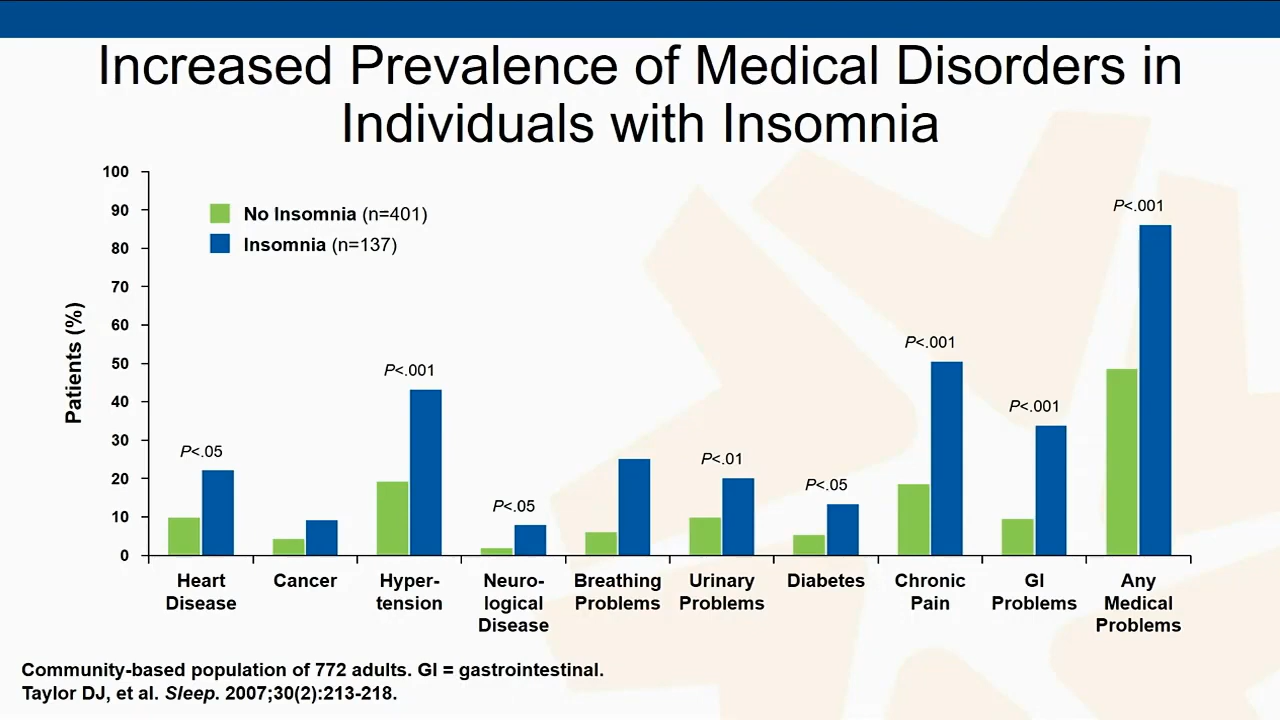 Increased Prevalence of Medical Disorders in
Individuals with Insomnia
100
90
80
70
60
50
40
30
20
10
0
Patients (%)
No Insomnia (n=401)
Insomnia (n=137)
P<.05
P<.001
P<.05
P<.01
P<.05
P<.001
P<.001
P<.001
Heart
Disease
Cancer
Hyper-
tension
Neuro-
logical
Disease
Breathing
Problems
Urinary
Problems
Diabetes
Chronic
Pain
GI
Problems
Any
Medical
Problems
Community-based population of 772 adults. GI = gastrointestinal.
Taylor DJ, et al. Sleep. 2007;30(2):213-218.